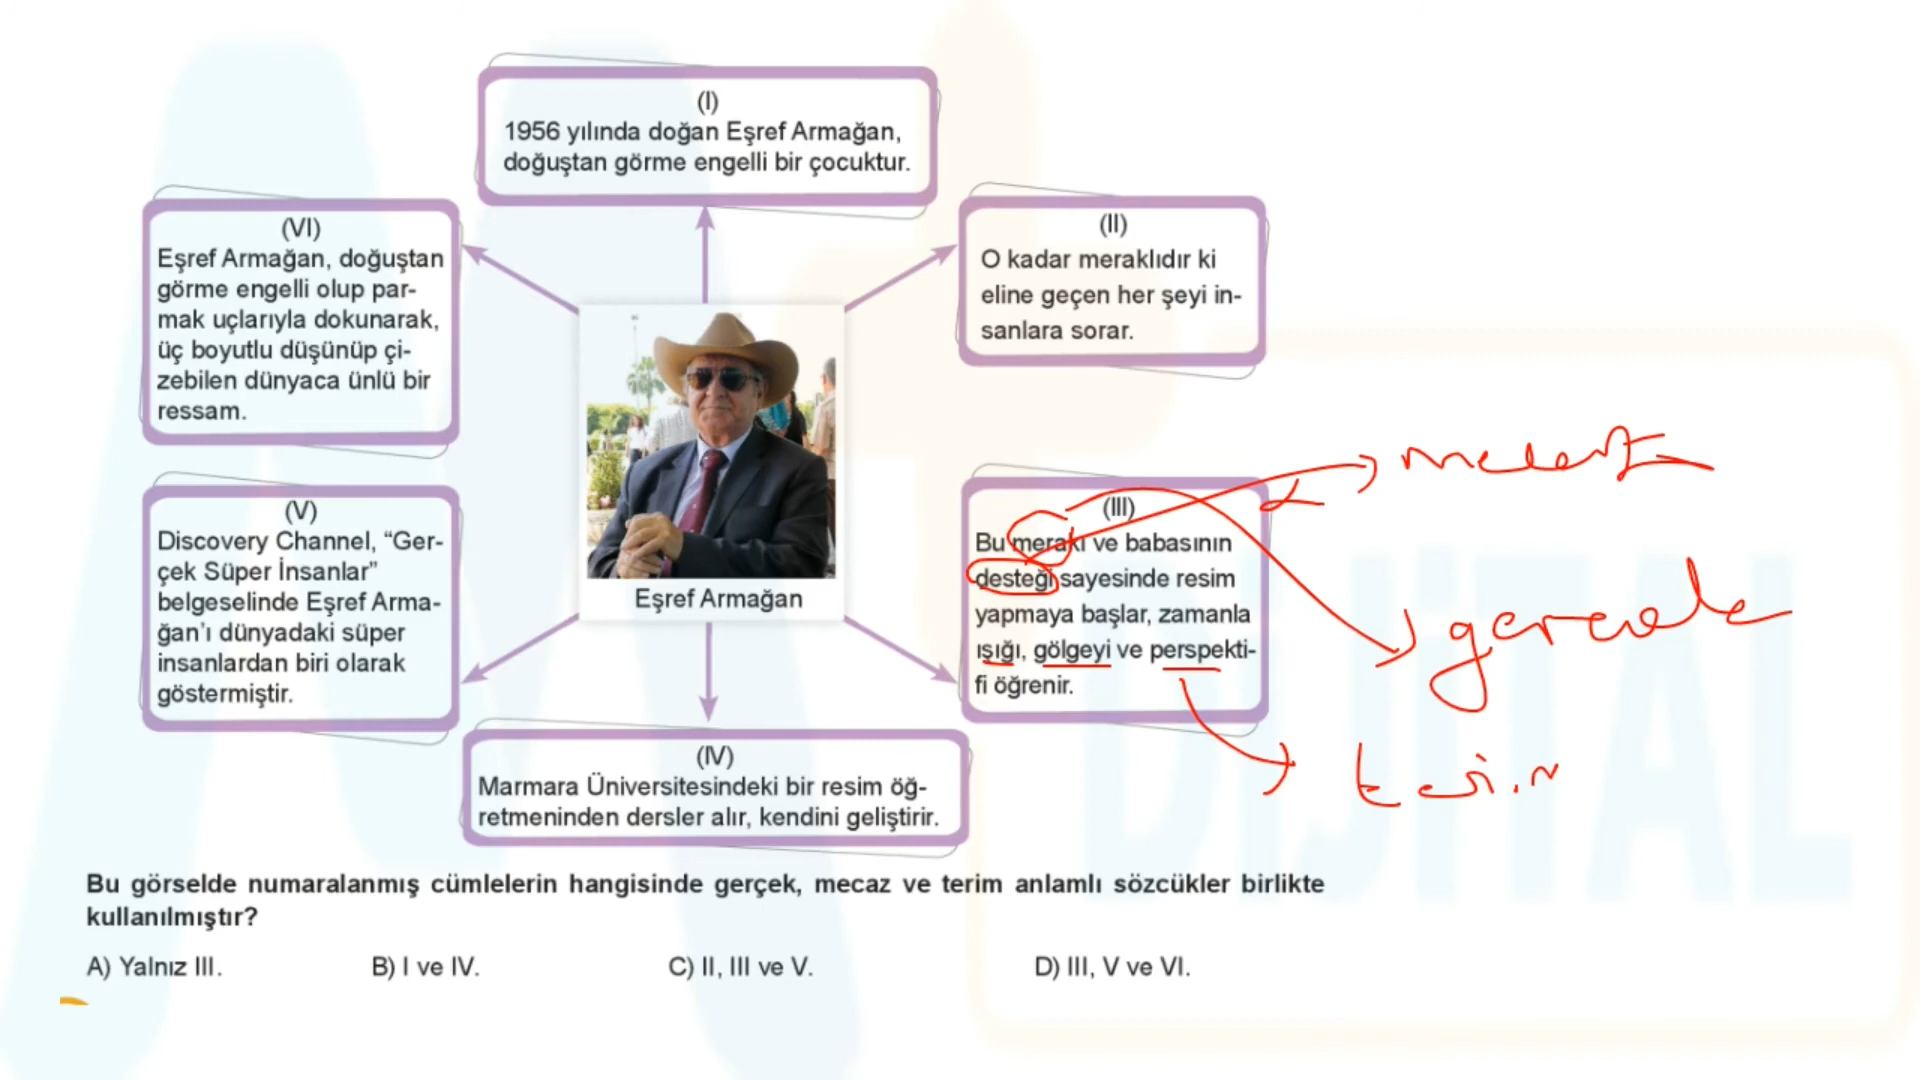 (I)
1956 yılında doğan Eşref Armağan,
doğuştan görme engelli bir çocuktur.
(II)
O kadar meraklıdır ki
eline geçen her şeyi in-
sanlara sorar.
(III)
Bu merakı ve babasının
desteği sayesinde resim
yapmaya başlar, zamanla
ışığı, gölgeyi ve perspekti-
fi öğrenir.
(IV)
Marmara Üniversitesindeki bir resim öğ-
retmeninden dersler alır, kendini geliştirir.
(V)
Discovery Channel, “Ger-
çek Süper İnsanlar”
belgeselinde Eşref Arma-
ğan’ı dünyadaki süper
insanlardan biri olarak
göstermiştir.
(VI)
Eşref Armağan, doğuştan
görme engelli olup par-
mak uçlarıyla dokunarak,
üç boyutlu düşünüp çi-
zebilen dünyaca ünlü bir
ressam.
Eşref Armağan
Bu görselde numaralanmış cümlelerin hangisinde gerçek, mecaz ve terim anlamlı sözcükler birlikte
kullanılmıştır?
A) Yalnız III.
B) I ve IV.
C) II, III ve V.
D) III, V ve VI.
DİJİTAL